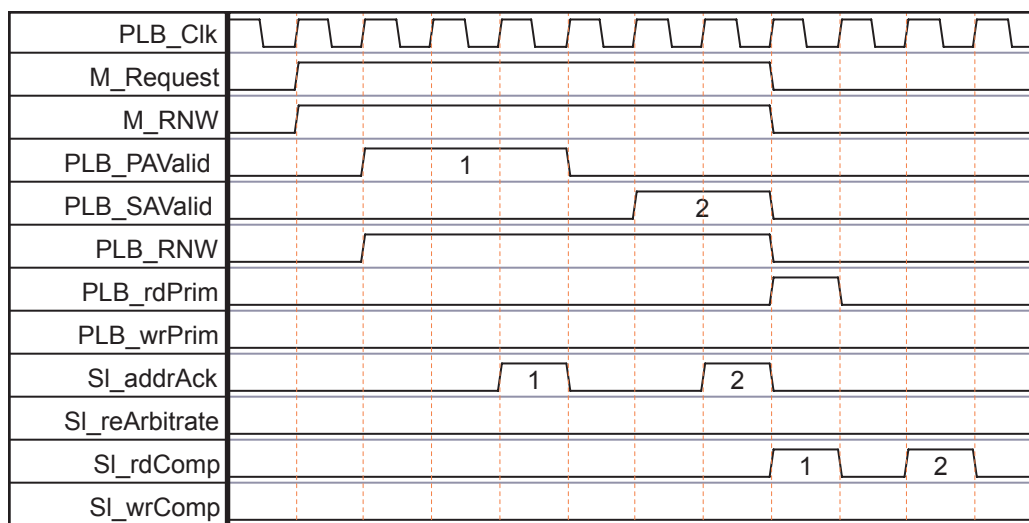 PLB_Clk
M_Request
M_RNW
PLB_PAValid 1
PLB_SAValid 2
PLB_RNW
PLB_rdPrim
PLB_wrPrim
Sl_addrAck 1 2
Sl_reArbitrate
Sl_rdComp 1 2
Sl_wrComp